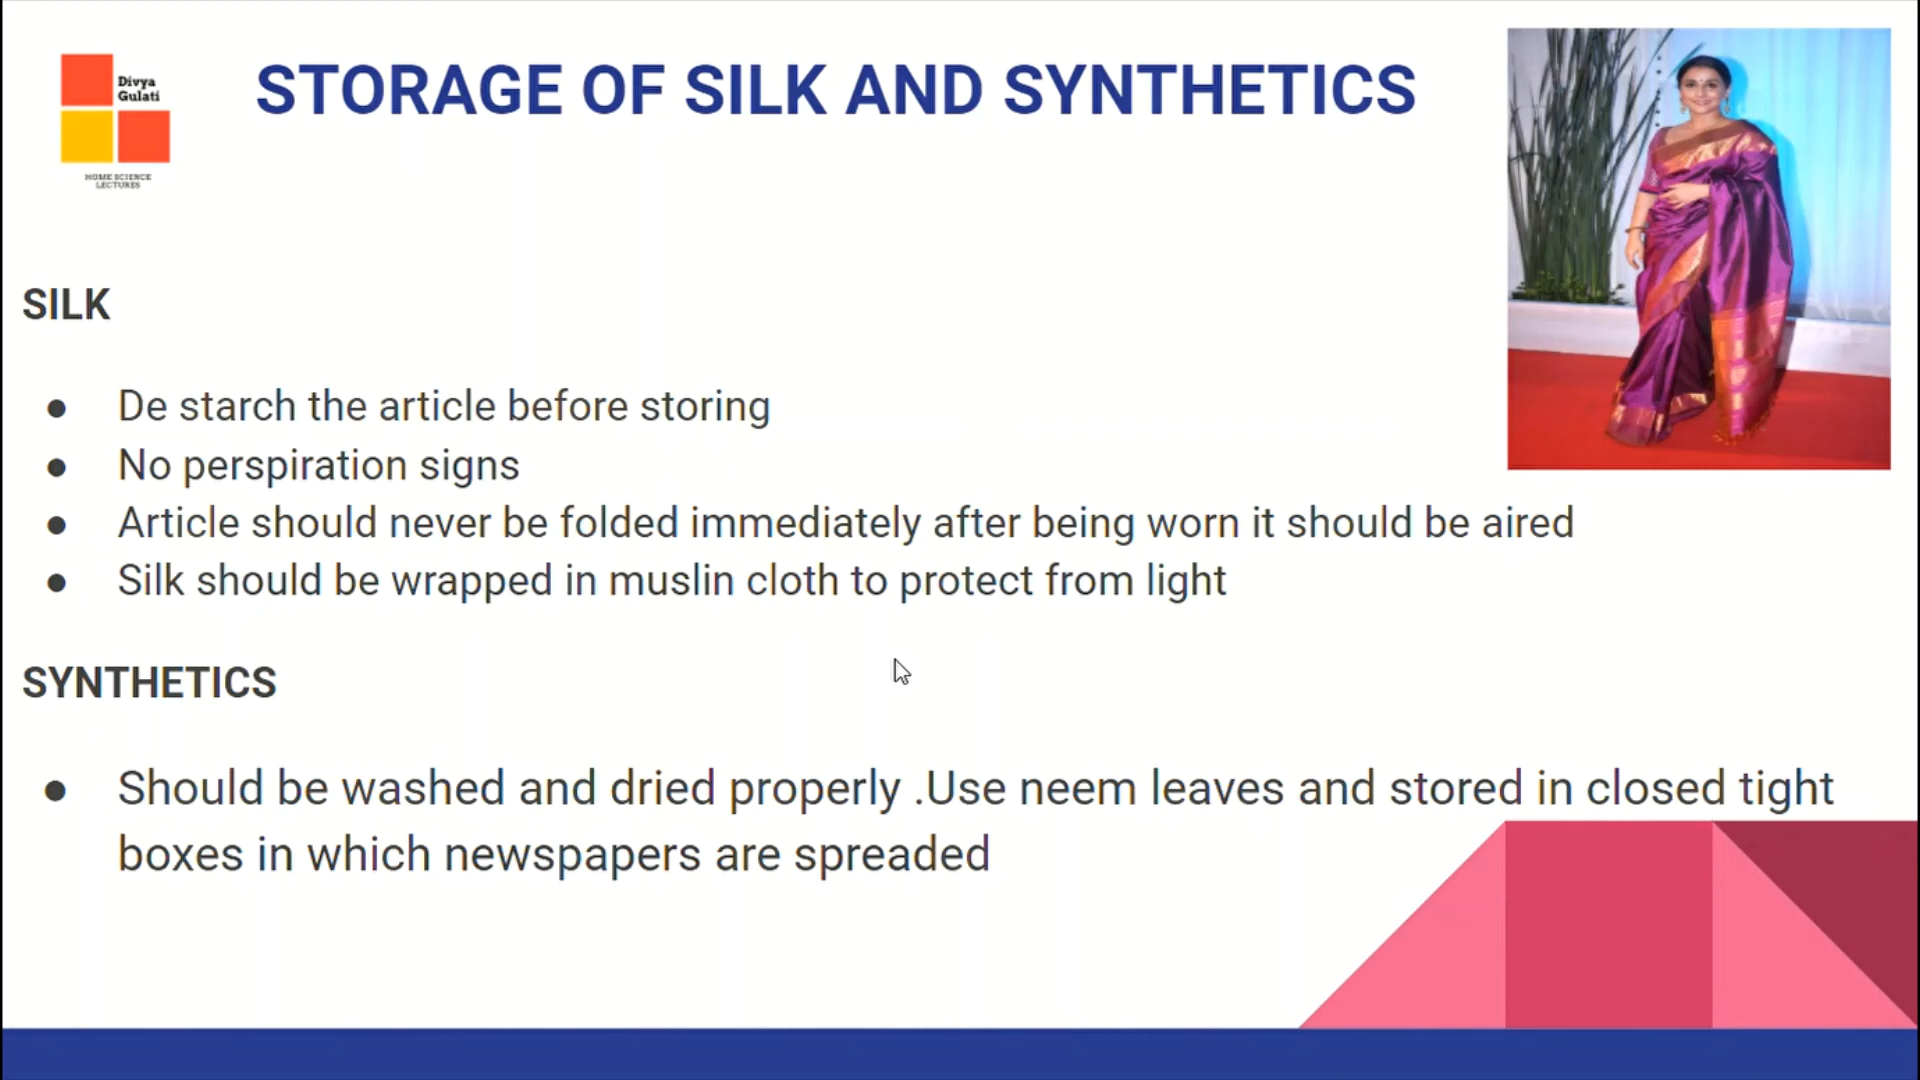 Divya
Gulati
HOME SCIENCE
LECTURES
STORAGE OF SILK AND SYNTHETICS
SILK
● De starch the article before storing
● No perspiration signs
● Article should never be folded immediately after being worn it should be aired
● Silk should be wrapped in muslin cloth to protect from light
SYNTHETICS
● Should be washed and dried properly .Use neem leaves and stored in closed tight
boxes in which newspapers are spreaded